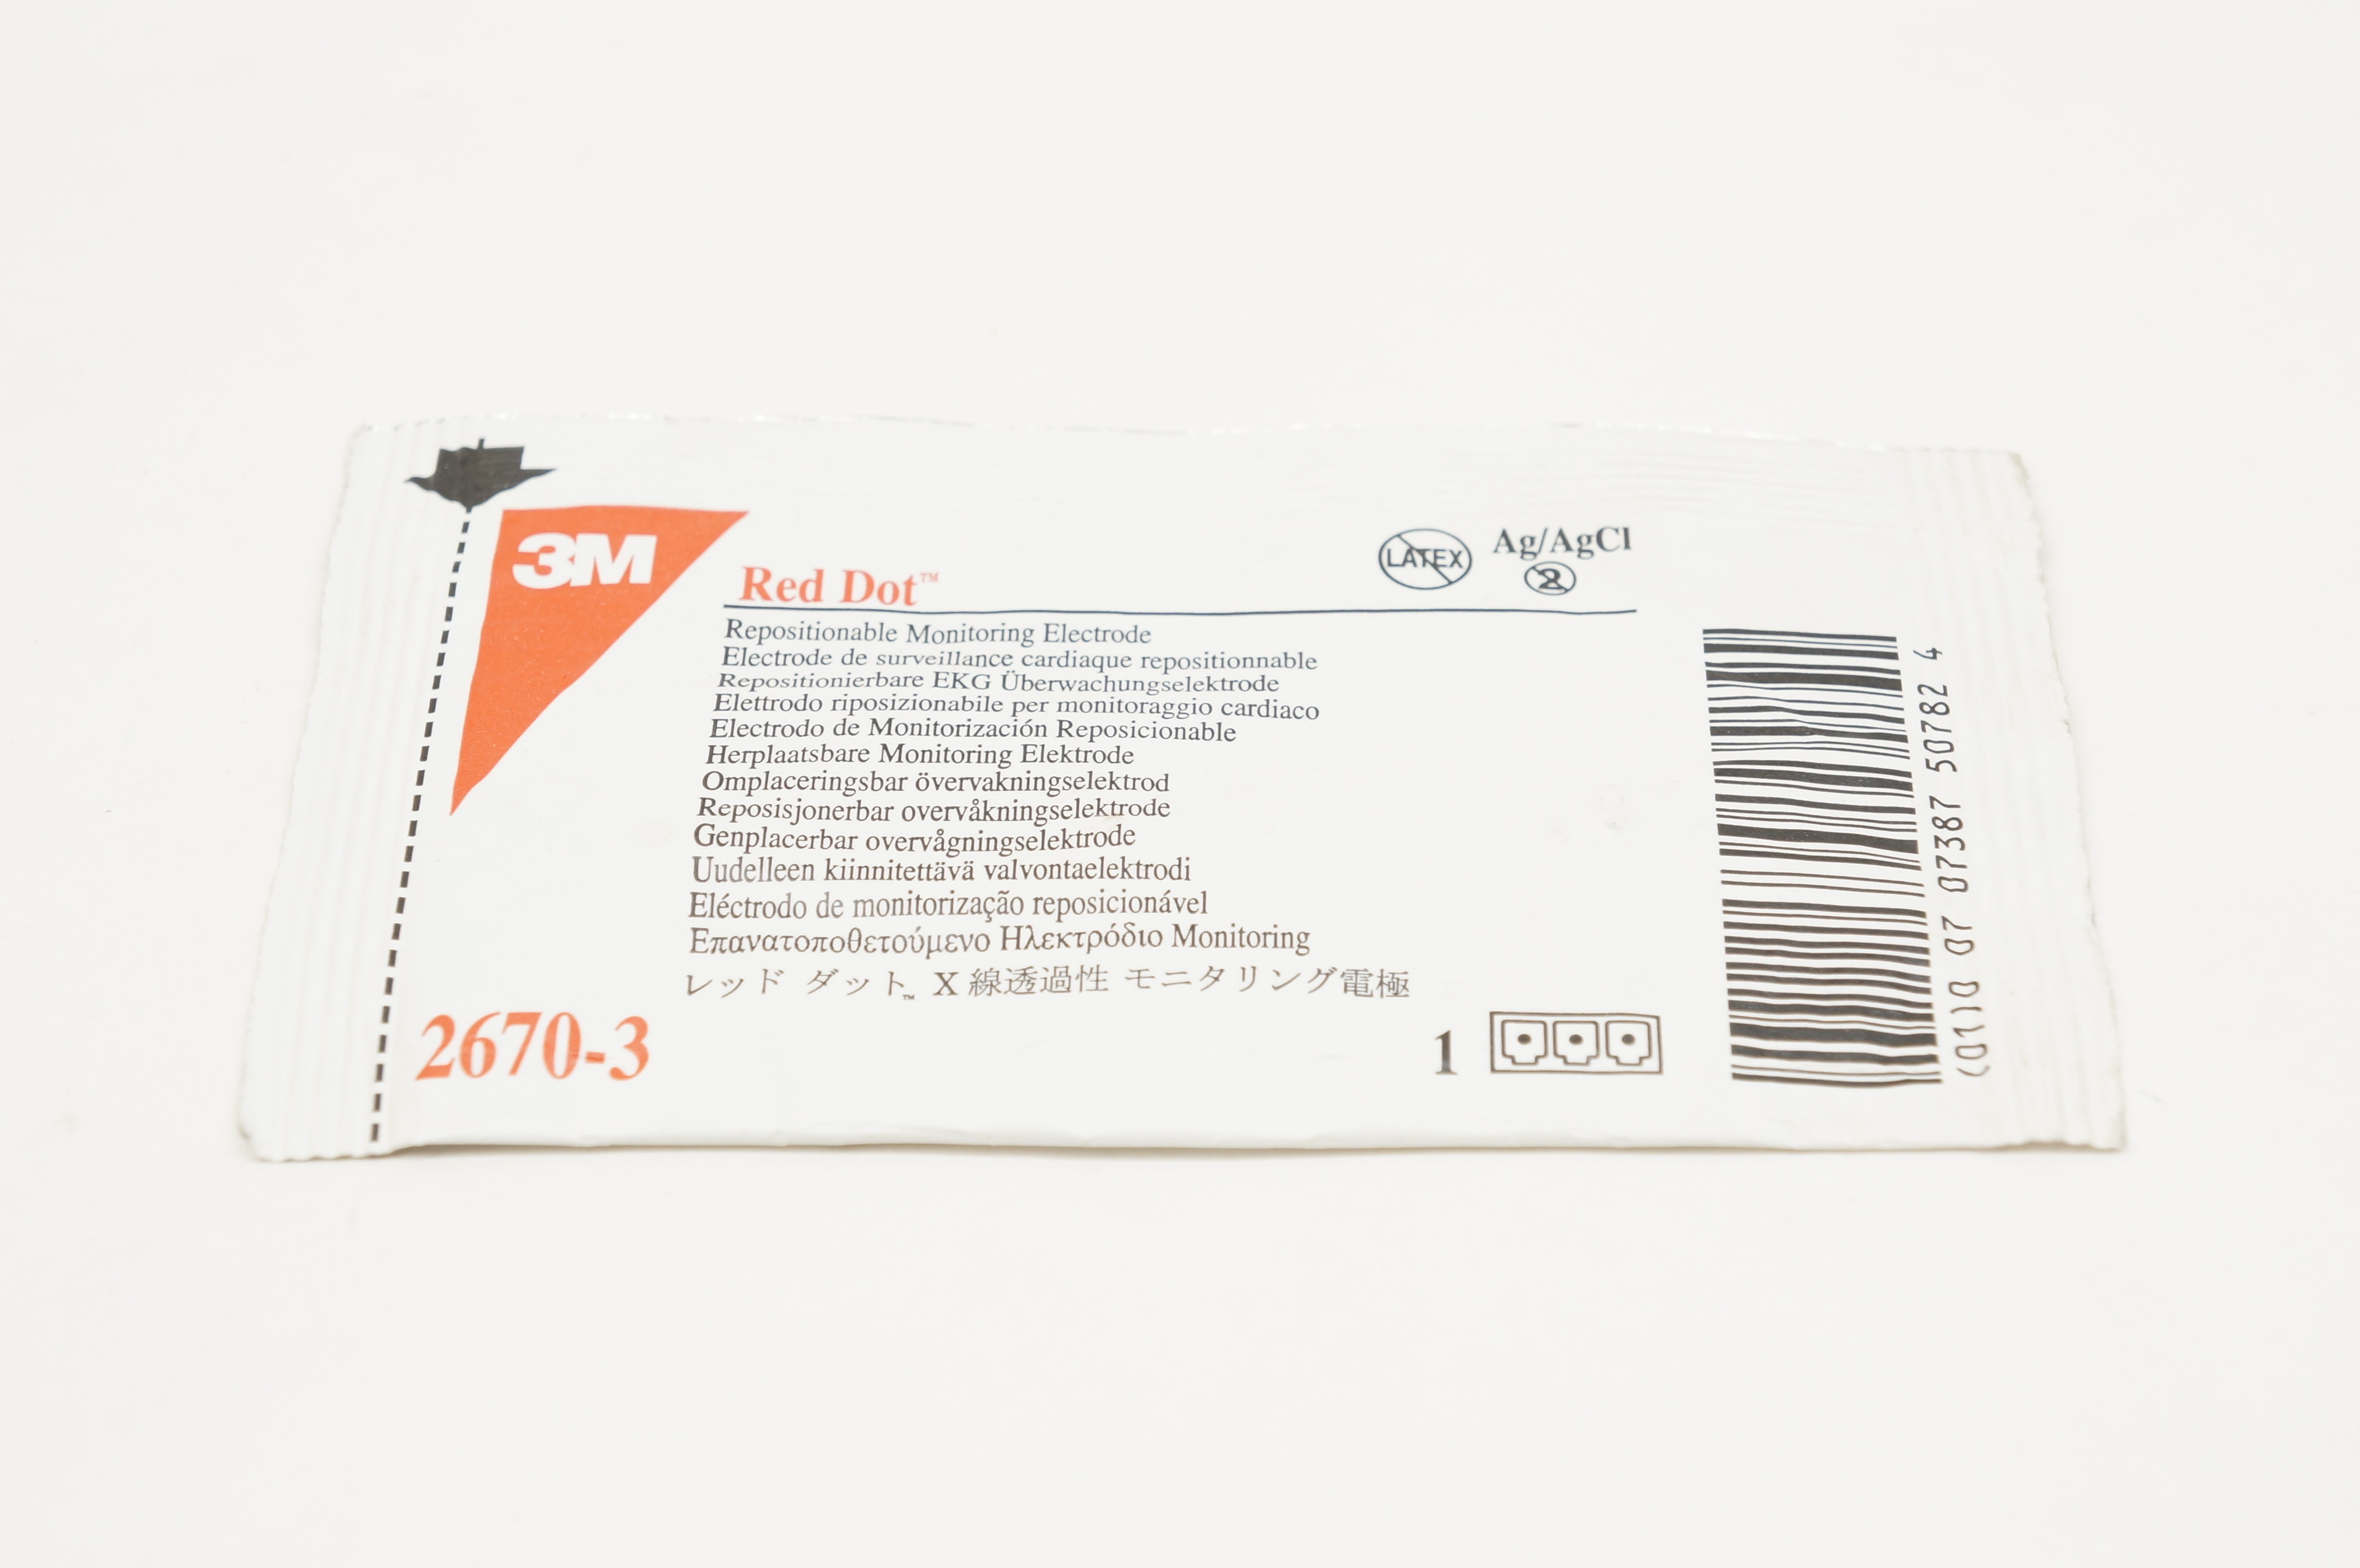 3M
Red Dot™
LATEX
Ag/AgCl
2
Repositionable Monitoring Electrode
Electrode de surveillance cardiaque repositionnable
Repositionierbare EKG Überwachungselektrode
Elettrodo riposizionabile per monitoraggio cardiaco
Electrodo de Monitorización Reposicionable
Herplaatsbare Monitoring Elektrode
Omplaceringsbar övervakningselektrod
Reposisjonerbar overvåkningselektrode
Genplacerbar overvågningselektrode
Uudelleen kiinnitettävä valvontaelektrodi
Eléctrodo de monitorização reposicionável
Επανατοποθετούμενο Ηλεκτρόδιο Monitoring
レッド ダット™ X 線透過性 モニタリング電極
2670-3
1
(01)0 07 07387 50782 4